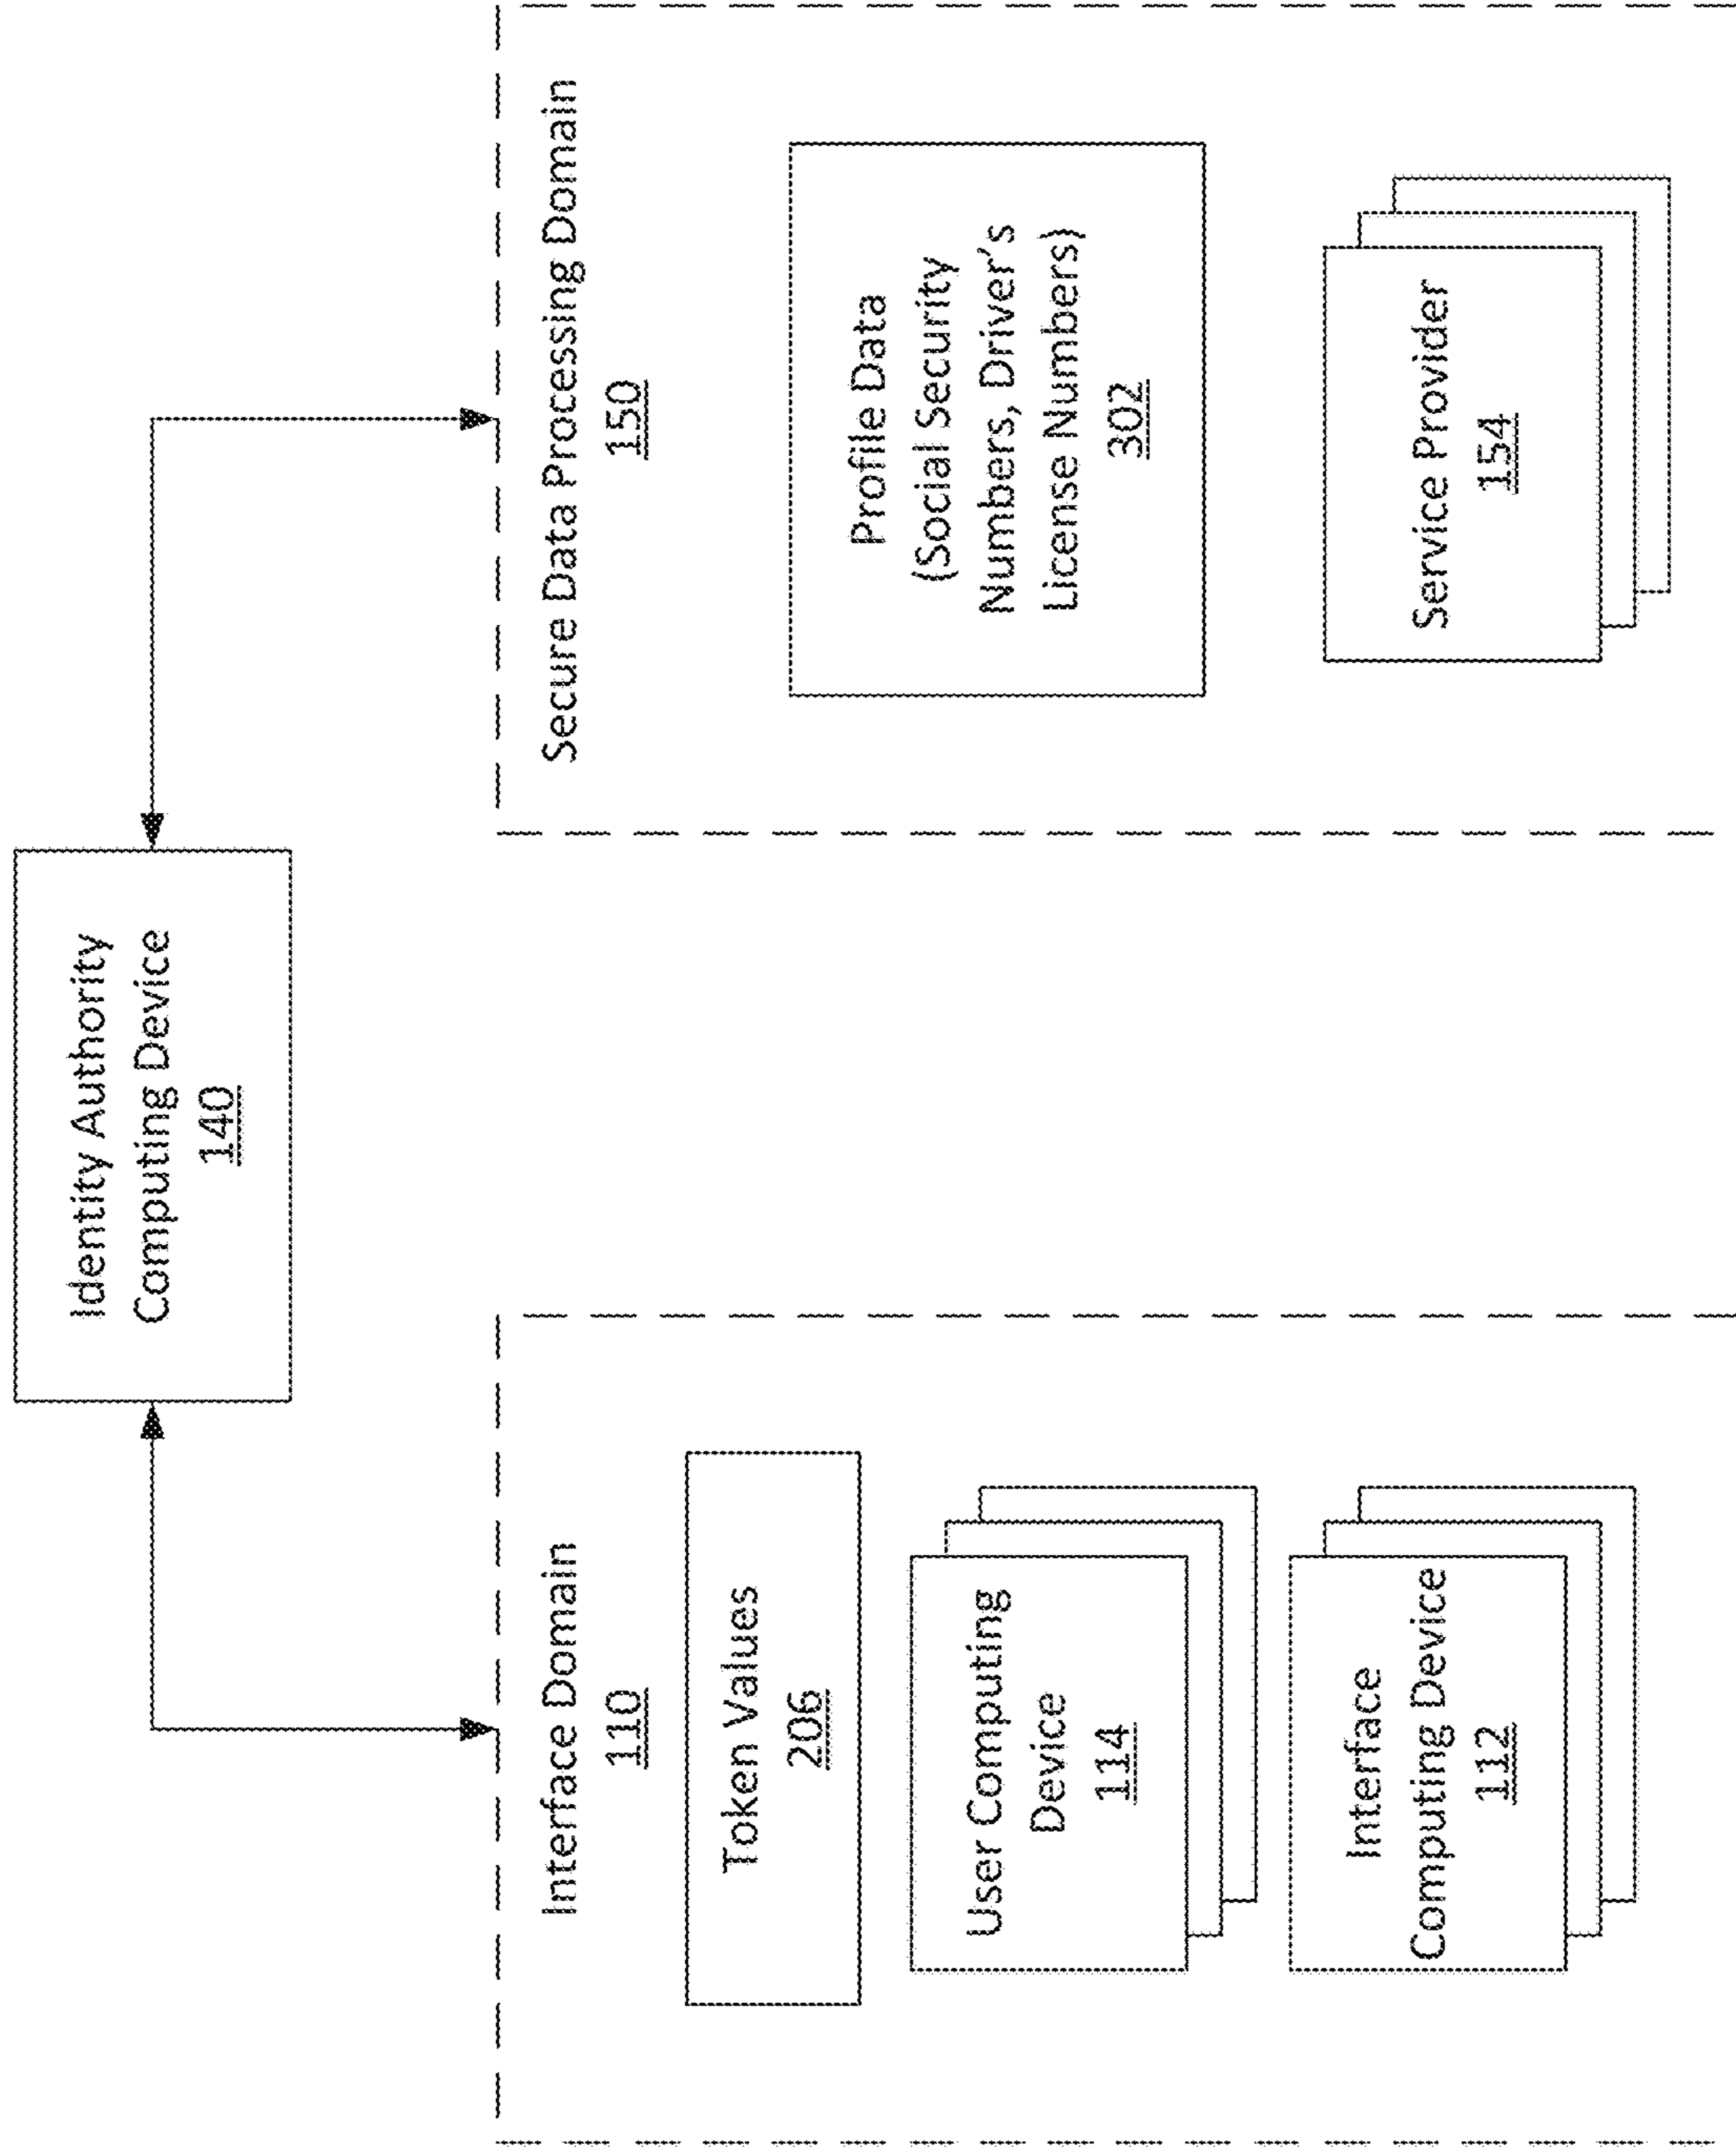 Identity Authority
Computing Device
140
Interface Domain
110
Token Values
206
User Computing
Device
114
Interface
Computing Device
112
Secure Data Processing Domain
150
Profile Data
(Social Security
Numbers, Driver's
License Numbers)
302
Service Provider
154